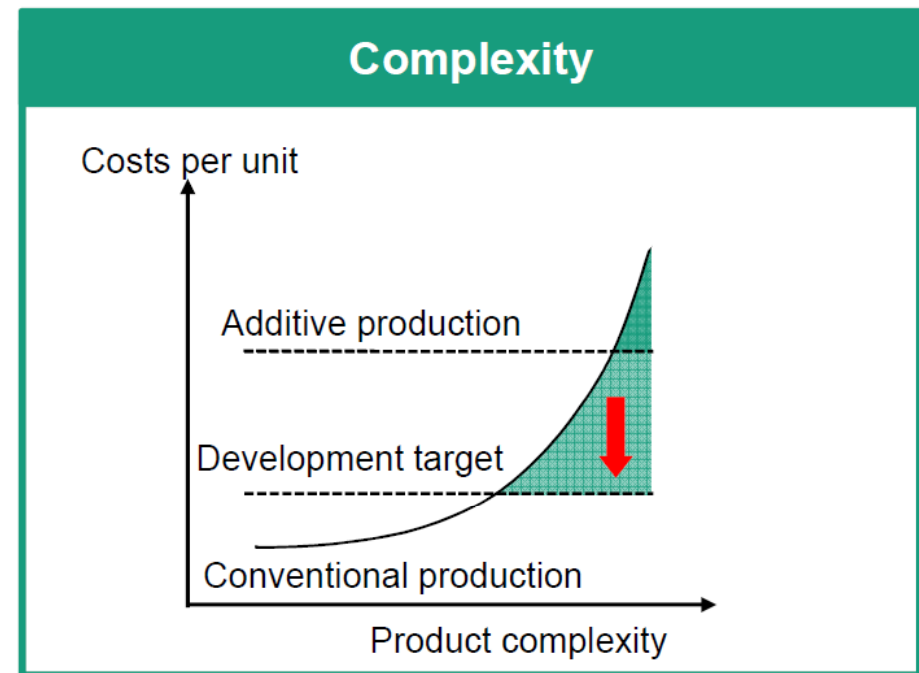 Complexity
Costs per unit
Additive production
Development target
Conventional production
Product complexity